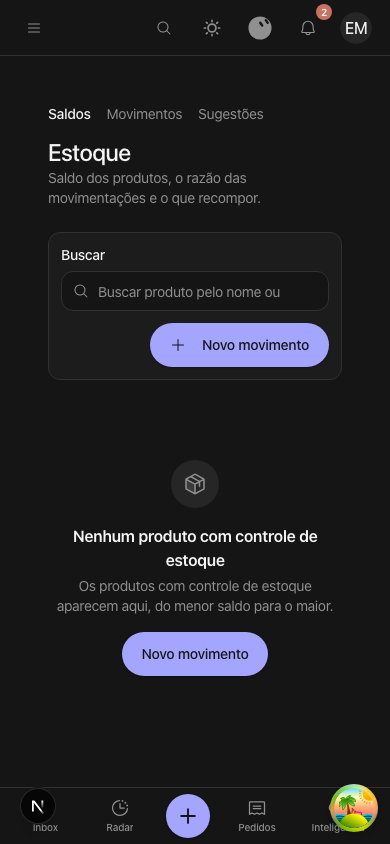 2
EM
Saldos Movimentos Sugestões
Estoque
Saldo dos produtos, o razão das
movimentações e o que recompor.
Buscar
Buscar produto pelo nome ou
Novo movimento
Nenhum produto com controle de
estoque
Os produtos com controle de estoque
aparecem aqui, do menor saldo para o maior.
Novo movimento
N
Inbox Radar Pedidos